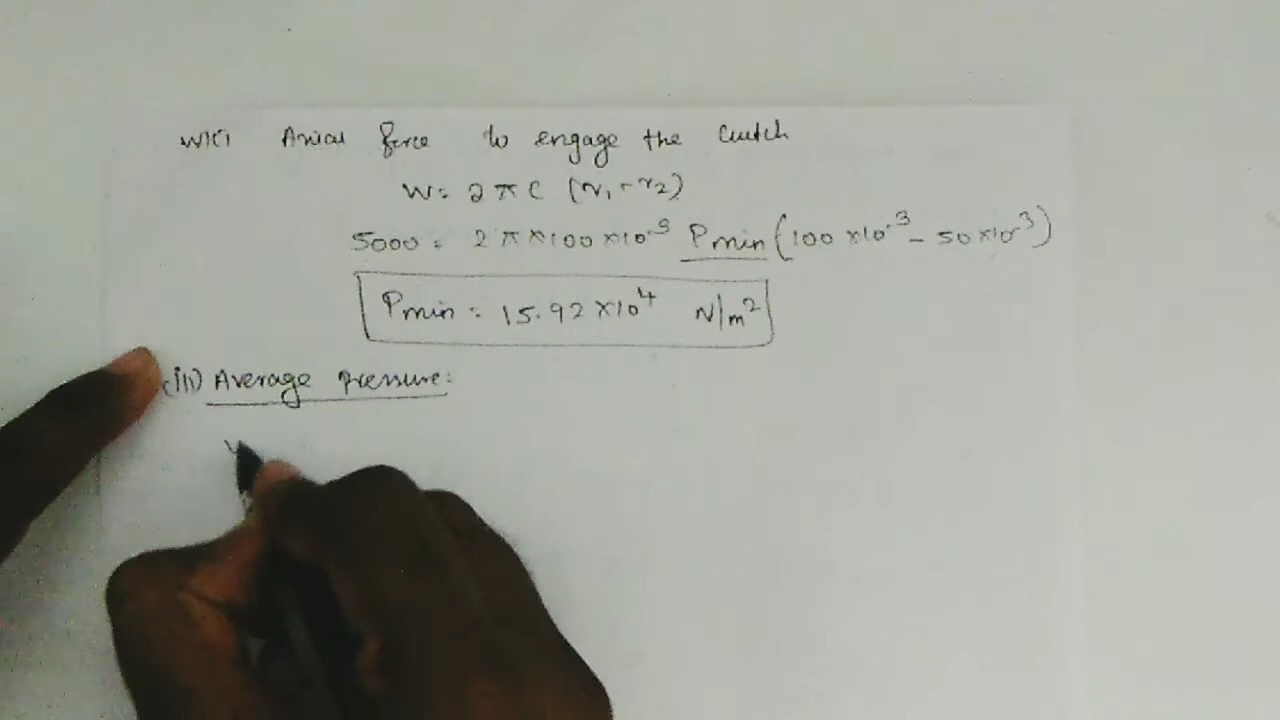 WKT Axial force to engage the clutch
W = 2πC (r₁ - r₂)
5000 = 2π × 100 × 10⁻³ Pmin (100 × 10⁻³ - 50 × 10⁻³)
Pmin = 15.92 × 10⁴ N/m²
(iii) Average pressure: